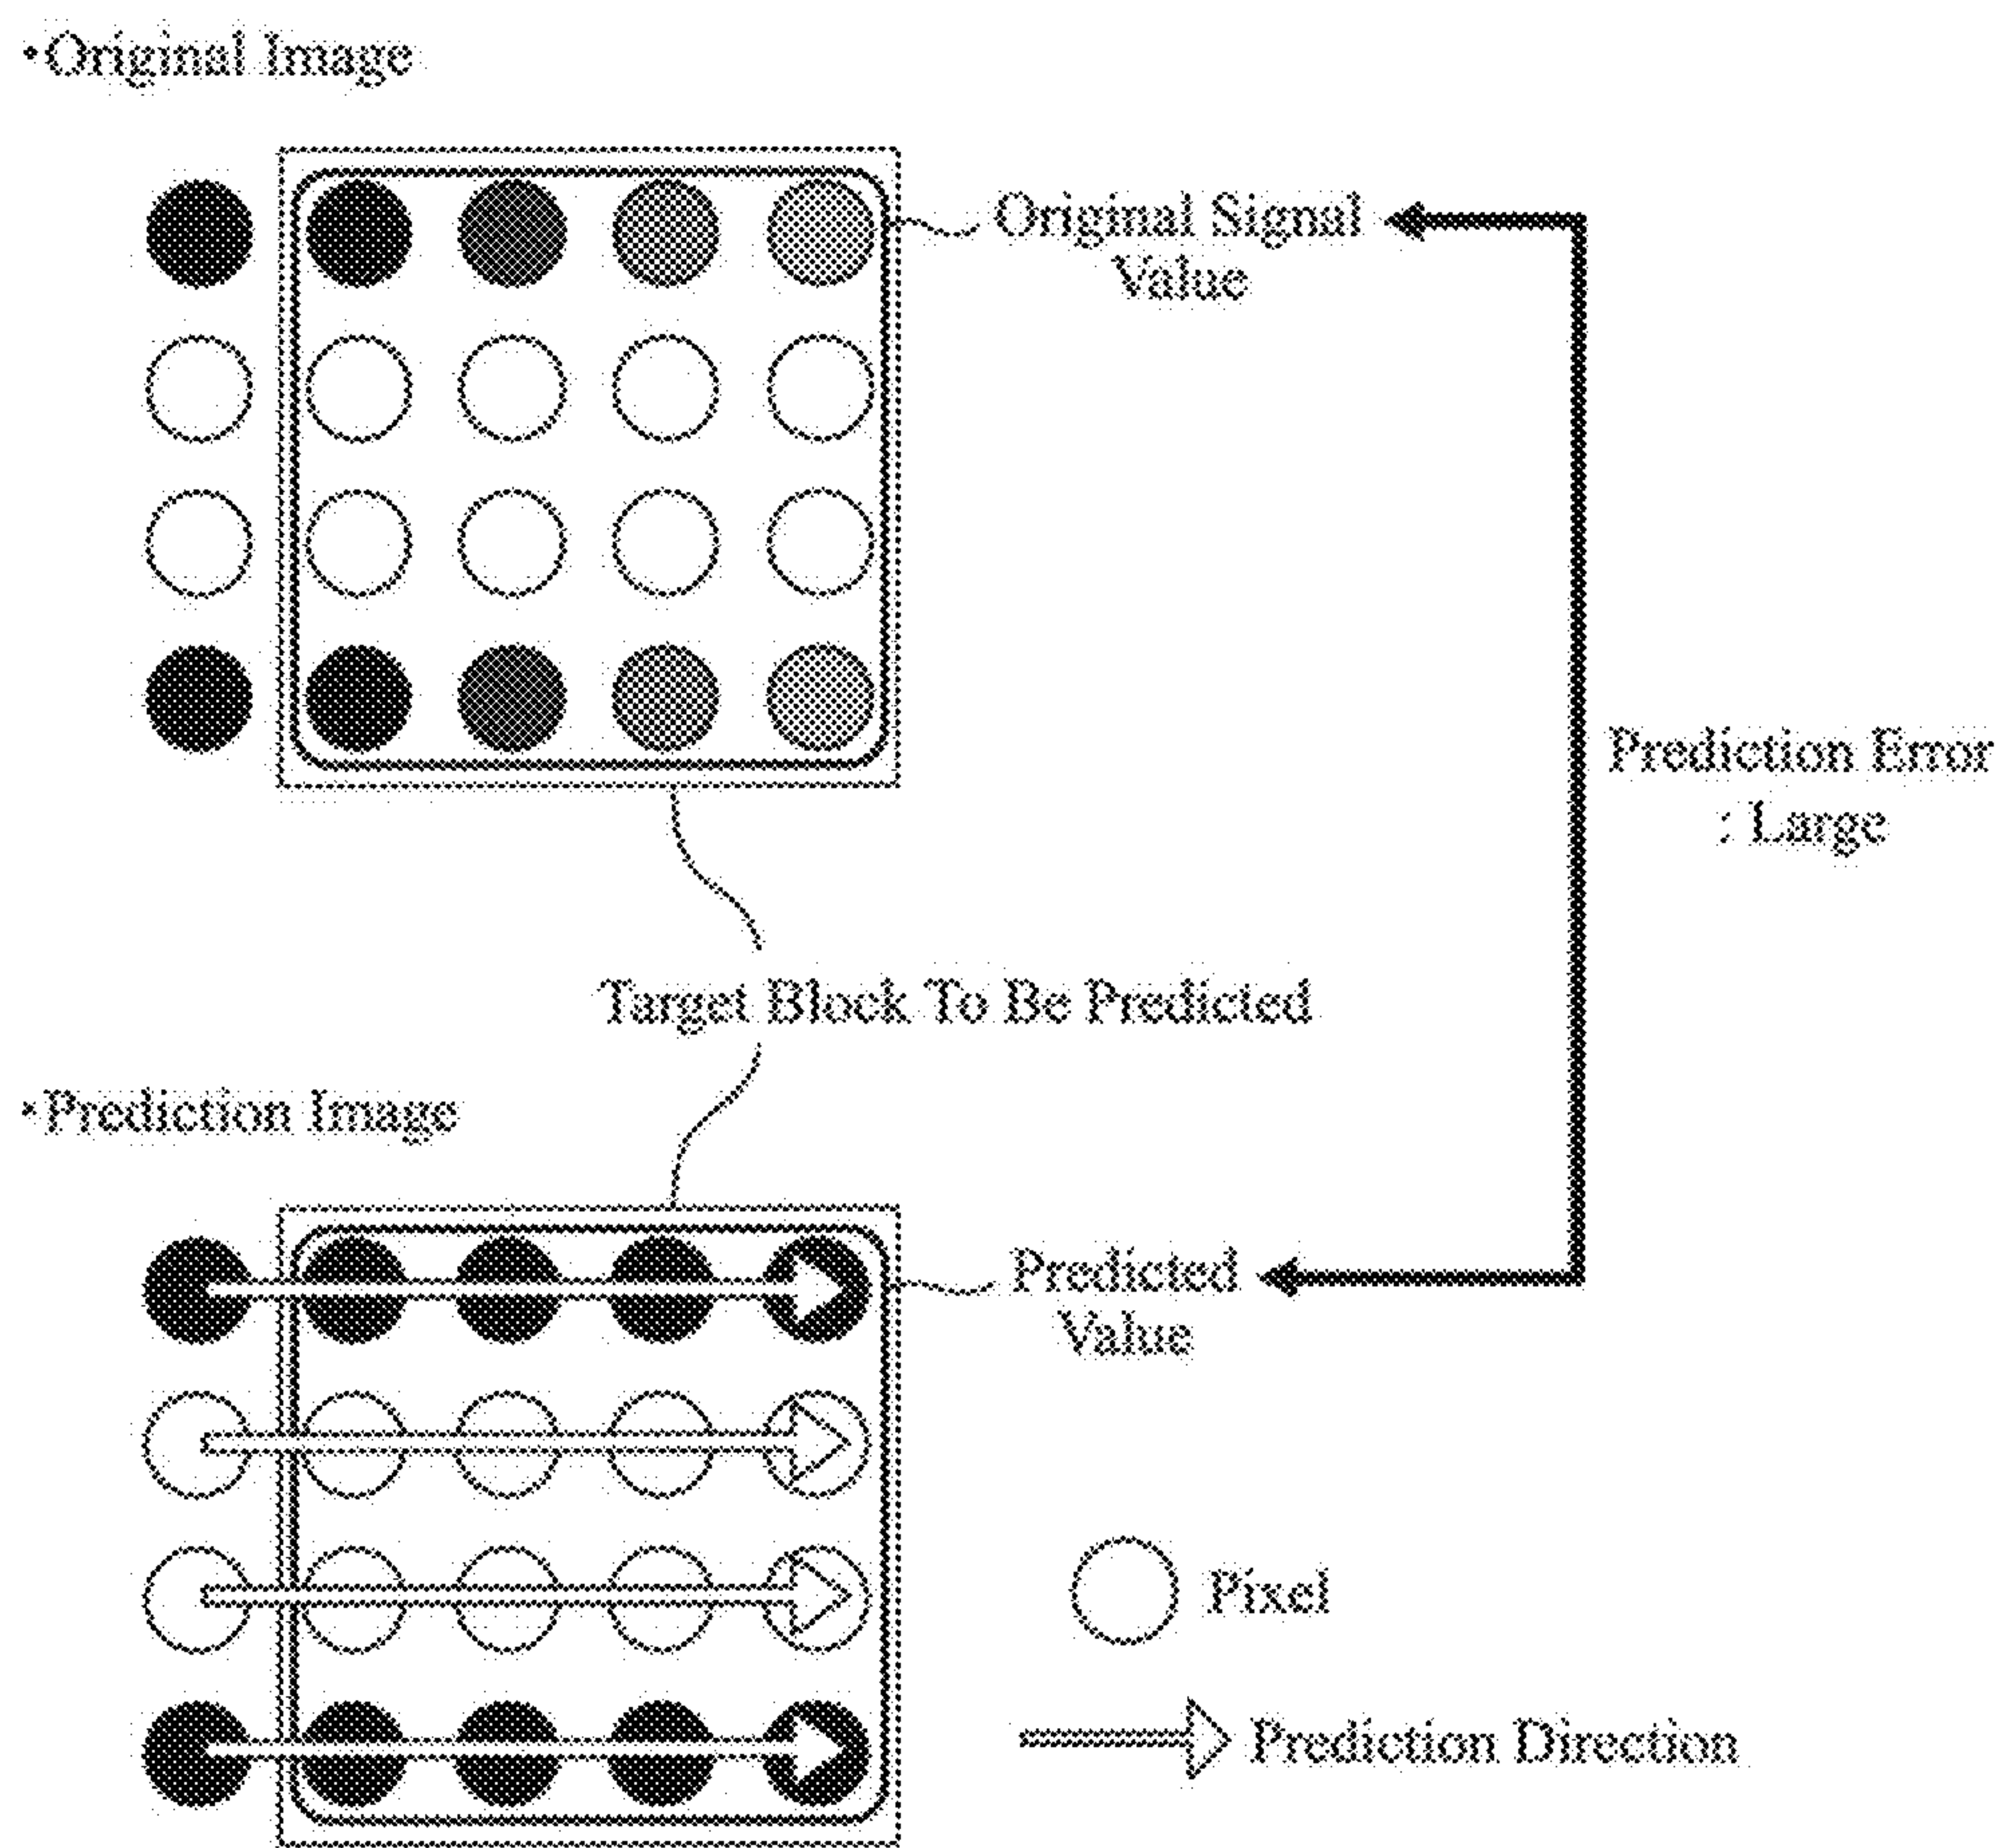 ・Original Image
Original Signal
Value
Prediction Error
: Large
Target Block To Be Predicted
・Prediction Image
Predicted
Value
Pixel
Prediction Direction